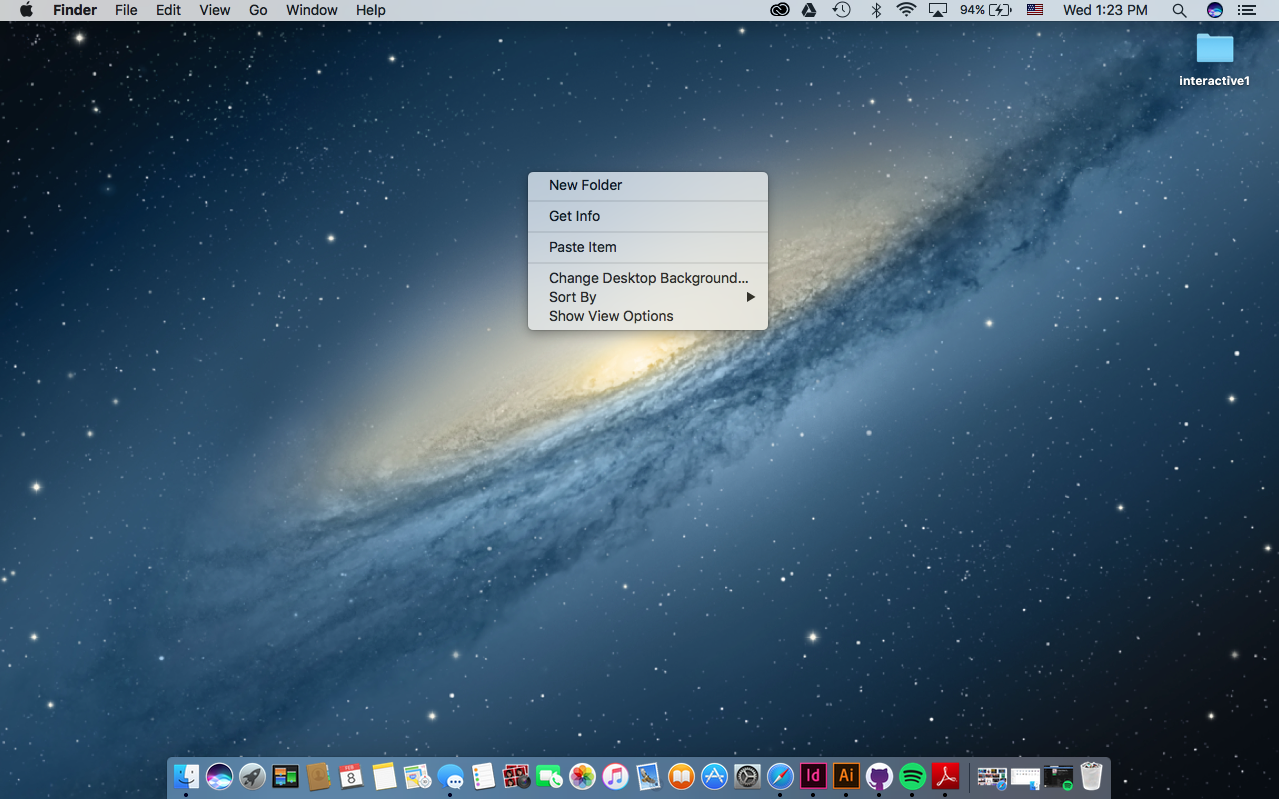 Finder File Edit View Go Window Help 94% Wed 1:23 PM
interactive1
New Folder
Get Info
Paste Item
Change Desktop Background...
Sort By
Show View Options
FEB
8
Id
Ai